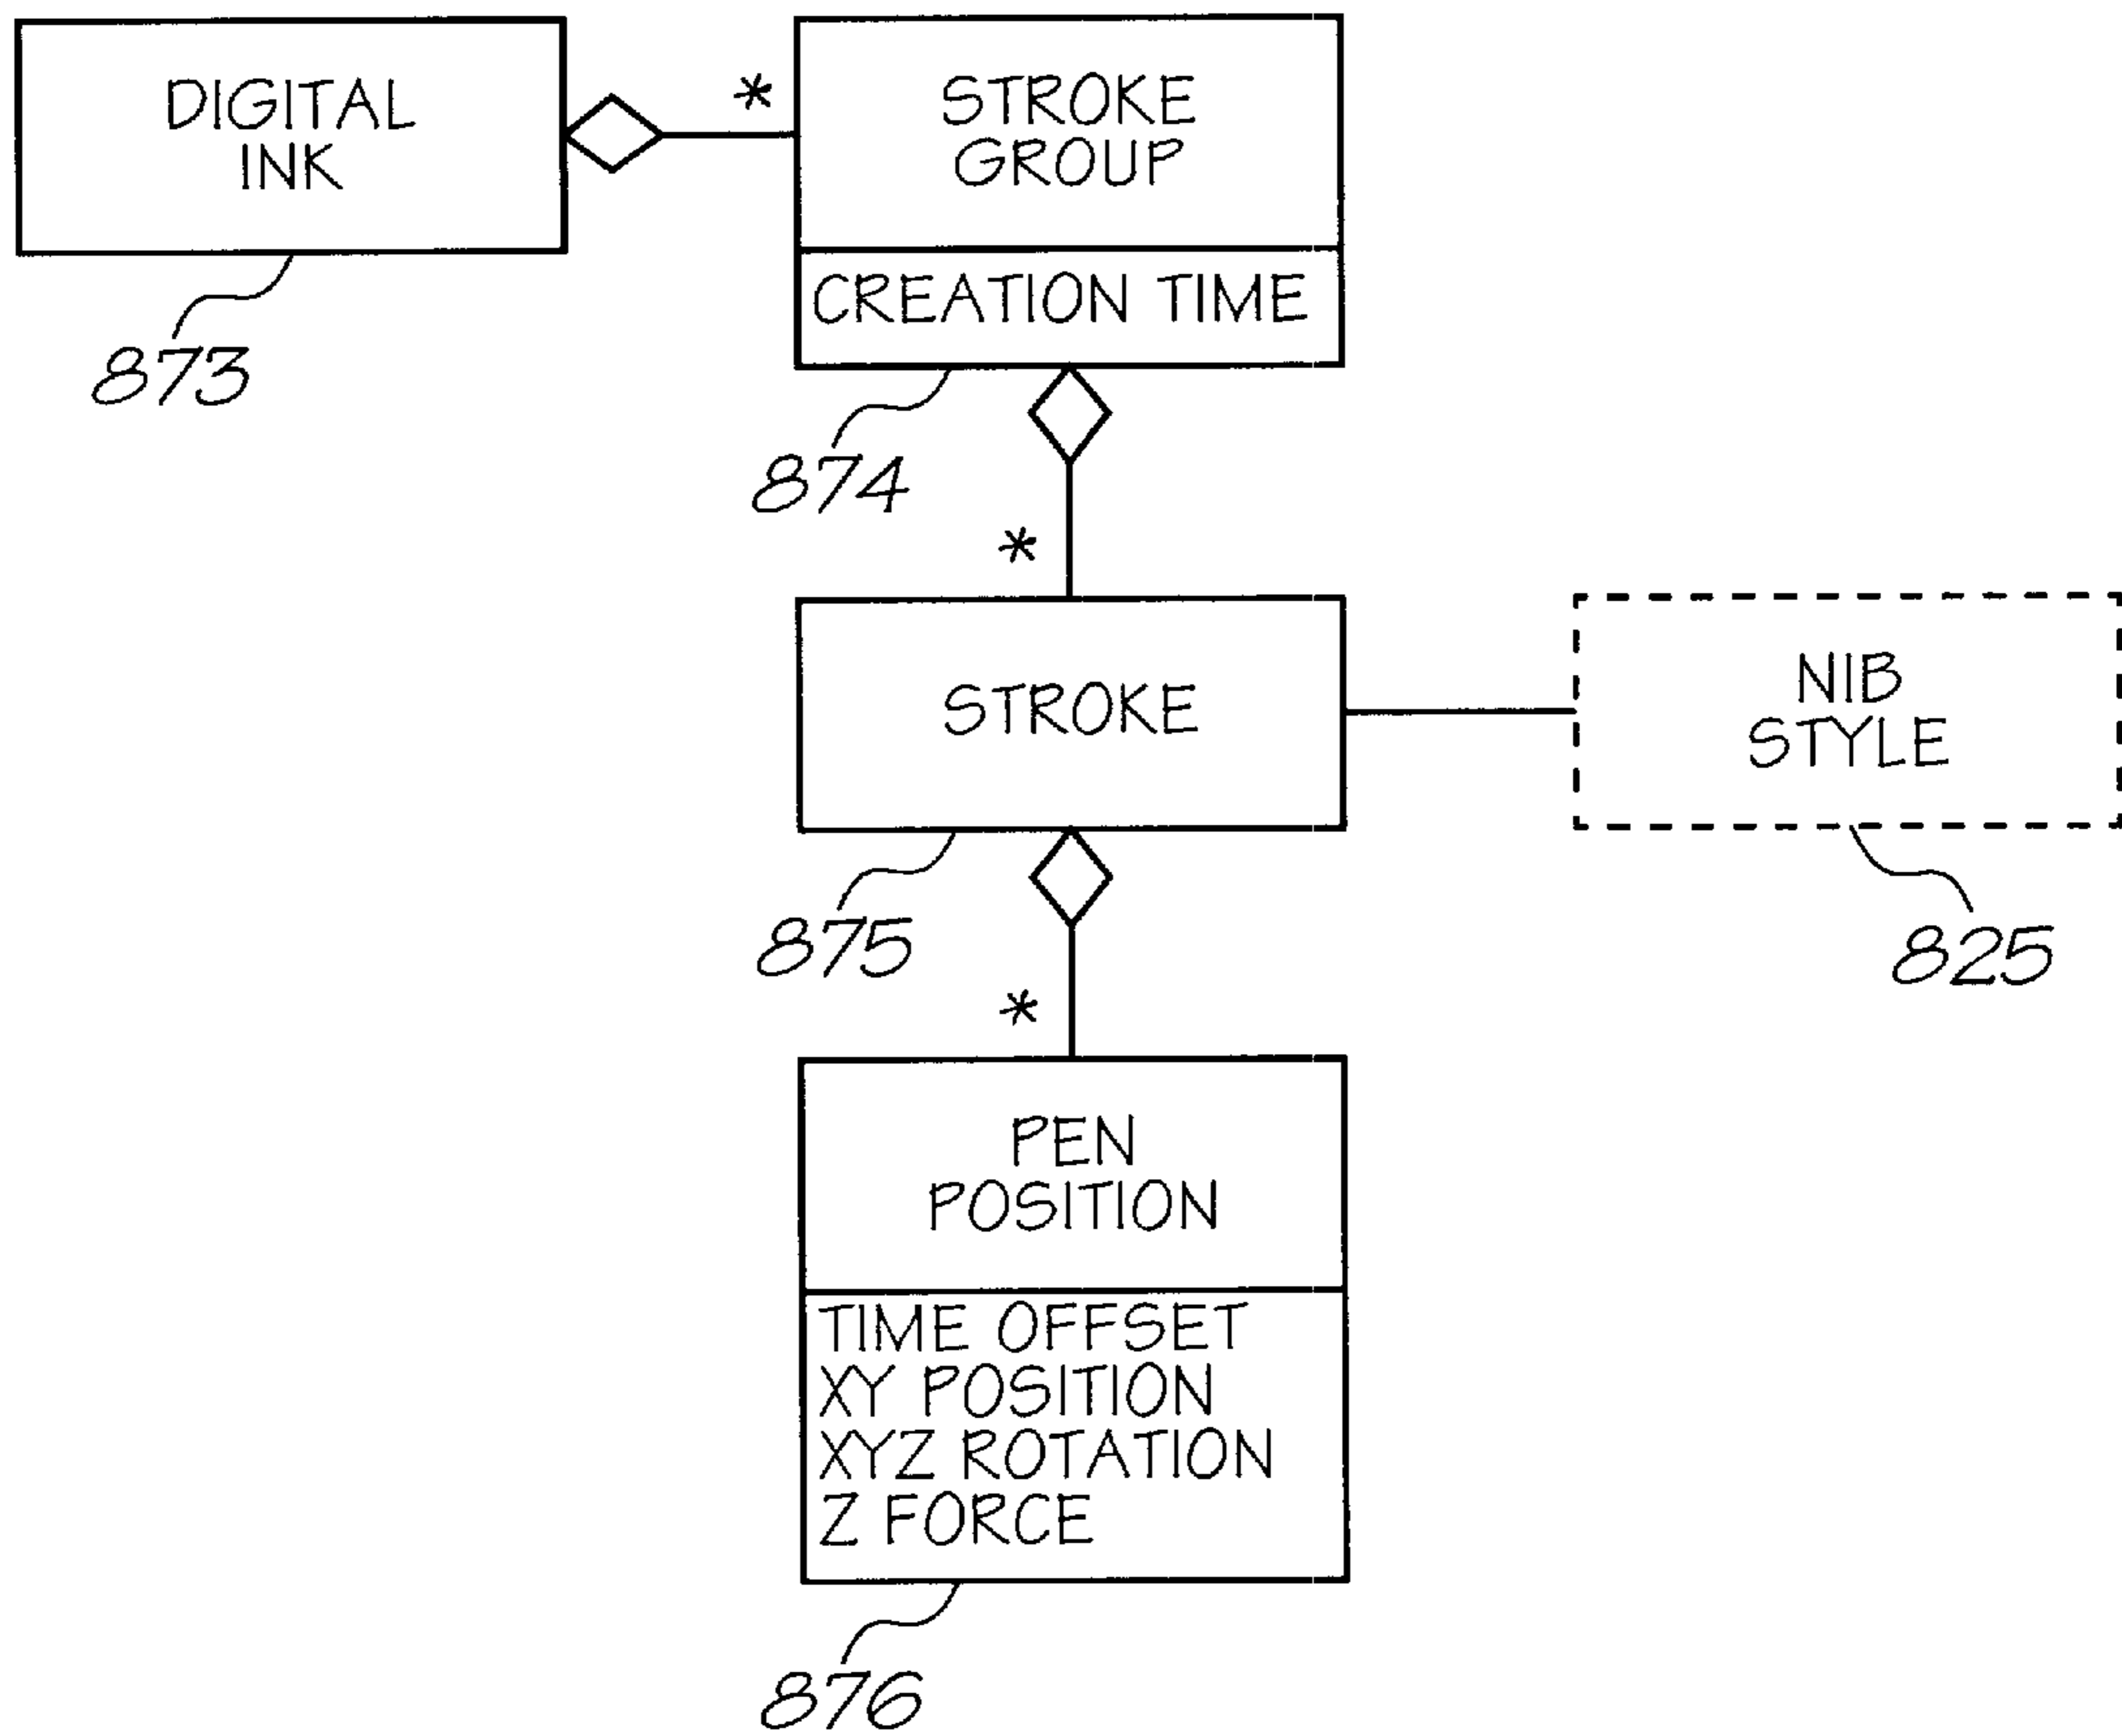 DIGITAL
INK
*
STROKE
GROUP
CREATION TIME
873
874
*
STROKE
NIB
STYLE
875
825
*
PEN
POSITION
TIME OFFSET
XY POSITION
XYZ ROTATION
Z FORCE
876